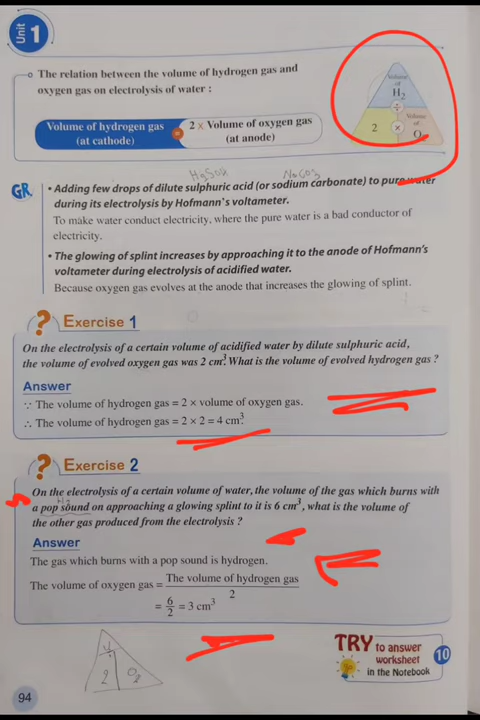 Unit 1
The relation between the volume of hydrogen gas and
oxygen gas on electrolysis of water :
Volume of hydrogen gas
(at cathode)
=
2 × Volume of oxygen gas
(at anode)
Volume
of
H₂
÷
2
×
Volume
of
O₂
H₂SO₄
Na₂CO₃
GR
• Adding few drops of dilute sulphuric acid (or sodium carbonate) to pure water
during its electrolysis by Hofmann's voltameter.
To make water conduct electricity, where the pure water is a bad conductor of
electricity.
• The glowing of splint increases by approaching it to the anode of Hofmann's
voltameter during electrolysis of acidified water.
Because oxygen gas evolves at the anode that increases the glowing of splint.
? Exercise 1
On the electrolysis of a certain volume of acidified water by dilute sulphuric acid,
the volume of evolved oxygen gas was 2 cm³. What is the volume of evolved hydrogen gas ?
Answer
∵ The volume of hydrogen gas = 2 × volume of oxygen gas.
∴ The volume of hydrogen gas = 2 × 2 = 4 cm³.
? Exercise 2
On the electrolysis of a certain volume of water, the volume of the gas which burns with
H₂
a pop sound on approaching a glowing splint to it is 6 cm³, what is the volume of
the other gas produced from the electrolysis ?
Answer
The gas which burns with a pop sound is hydrogen.
The volume of oxygen gas = The volume of hydrogen gas / 2
= 6/2 = 3 cm³
2
O₂
TRY to answer
worksheet 10
in the Notebook
94